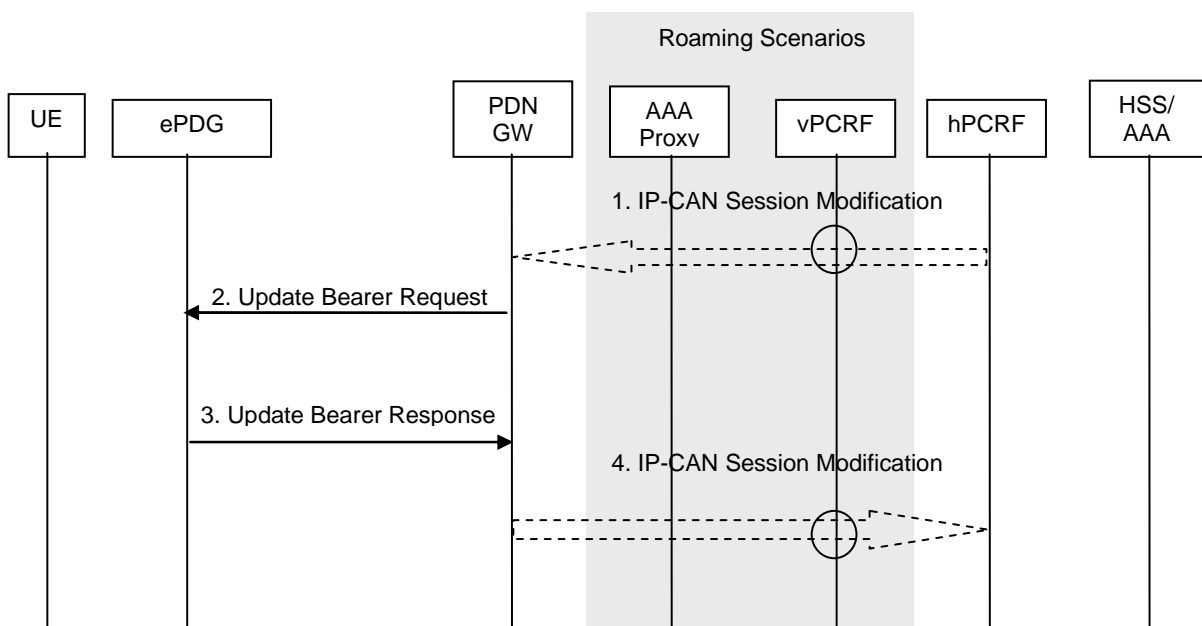 Roaming Scenarios
UE
ePDG
PDN
GW
AAA
Proxy
vPCRF
hPCRF
HSS/
AAA
1. IP-CAN Session Modification
2. Update Bearer Request
3. Update Bearer Response
4. IP-CAN Session Modification